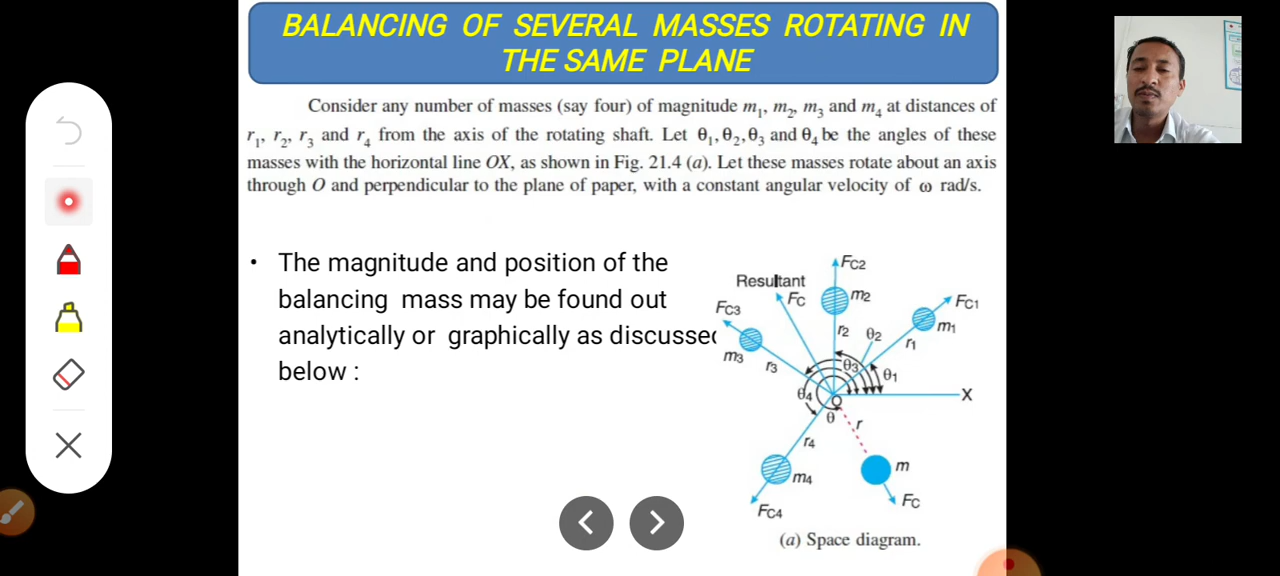 BALANCING OF SEVERAL MASSES ROTATING IN
THE SAME PLANE
Consider any number of masses (say four) of magnitude m1, m2, m3 and m4 at distances of
r1, r2, r3 and r4 from the axis of the rotating shaft. Let θ1, θ2, θ3 and θ4 be the angles of these
masses with the horizontal line OX, as shown in Fig. 21.4 (a). Let these masses rotate about an axis
through O and perpendicular to the plane of paper, with a constant angular velocity of ω rad/s.
• The magnitude and position of the
balancing mass may be found out
analytically or graphically as discussed
below :
FC2
Resultant
FC
m2
FC1
FC3
m1
r2
θ2
r1
m3
r3
θ3
θ1
θ4
O
X
θ
r
r4
m4
m
FC4
FC
(a) Space diagram.